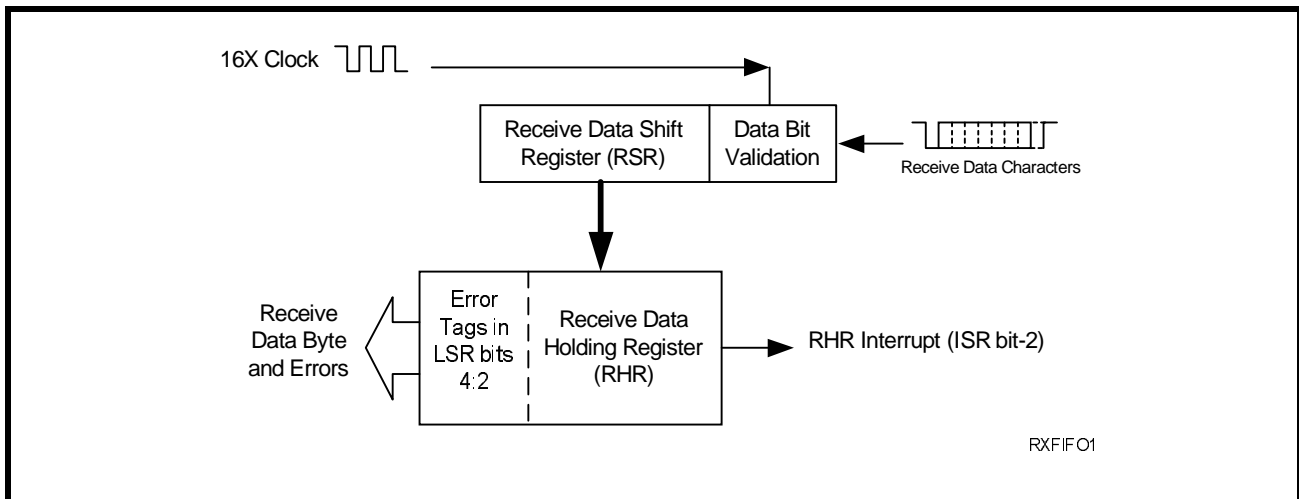 16X Clock
Receive Data Shift
Register (RSR)
Data Bit
Validation
Receive Data Characters
Receive
Data Byte
and Errors
Error
Tags in
LSR bits
4:2
Receive Data
Holding Register
(RHR)
RHR Interrupt (ISR bit-2)
RXFIFO1